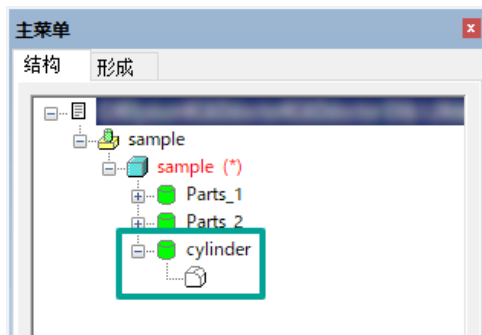 主菜单
结构 形成
sample
sample (*)
Parts_1
Parts_2
cylinder